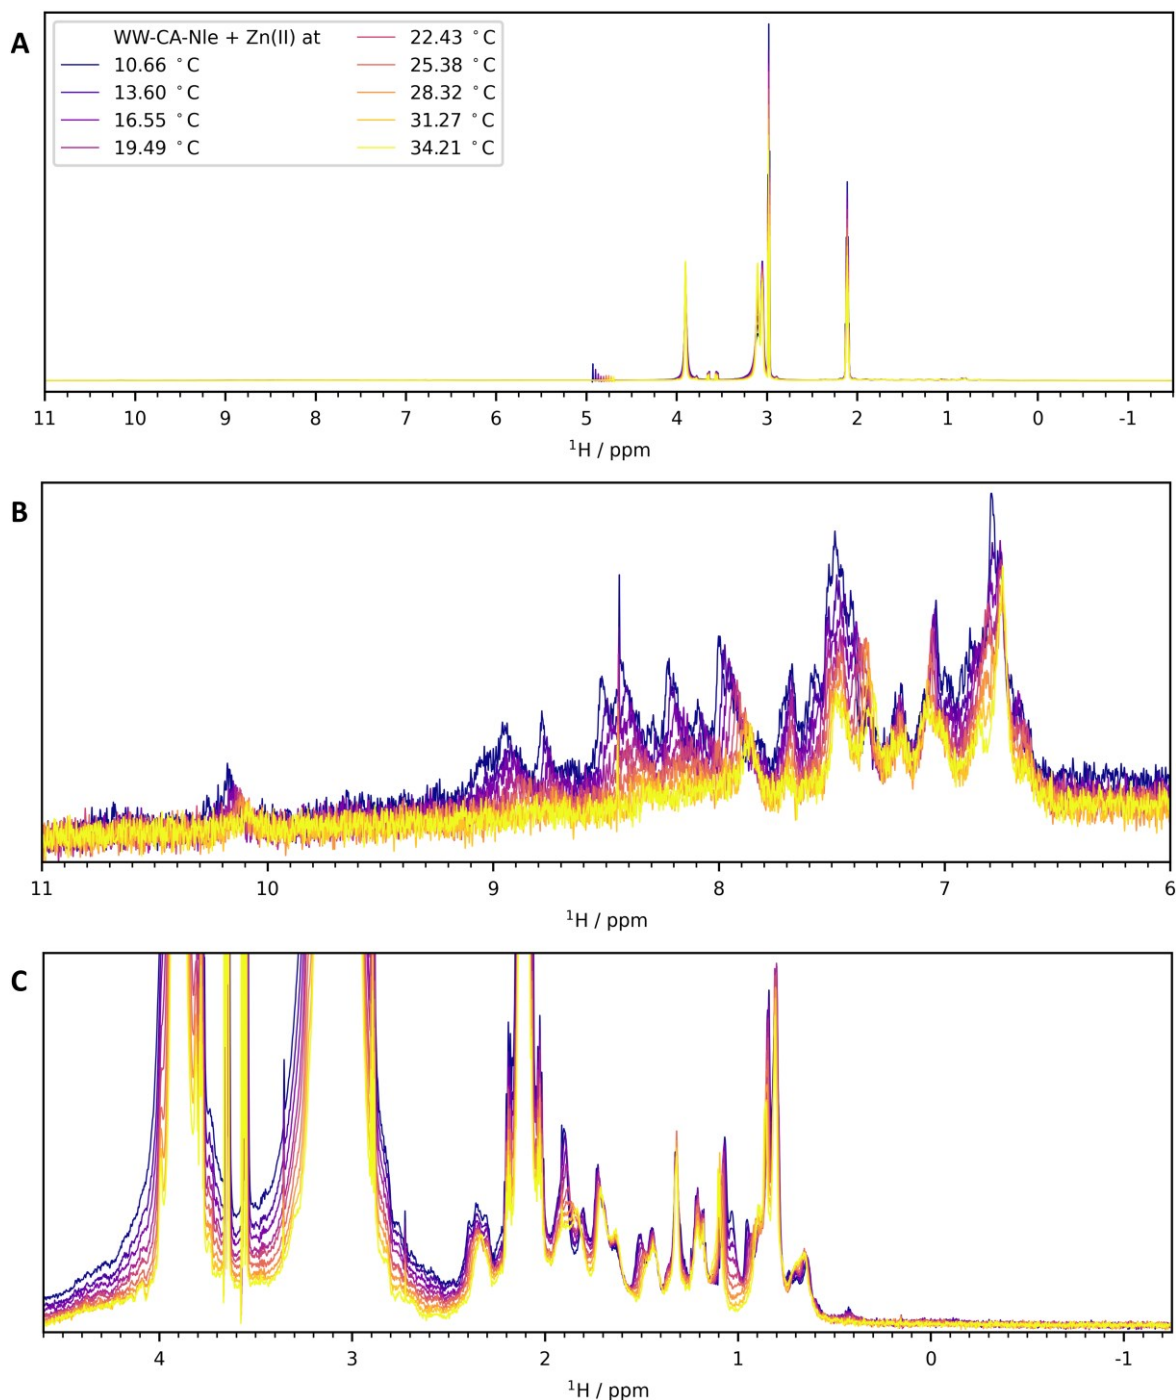 A
WW-CA-Nle + Zn(II) at
10.66 °C
13.60 °C
16.55 °C
19.49 °C
22.43 °C
25.38 °C
28.32 °C
31.27 °C
34.21 °C
11 10 9 8 7 6 5 4 3 2 1 0 -1
¹H / ppm
B
11 10 9 8 7 6
¹H / ppm
C
4 3 2 1 0 -1
¹H / ppm